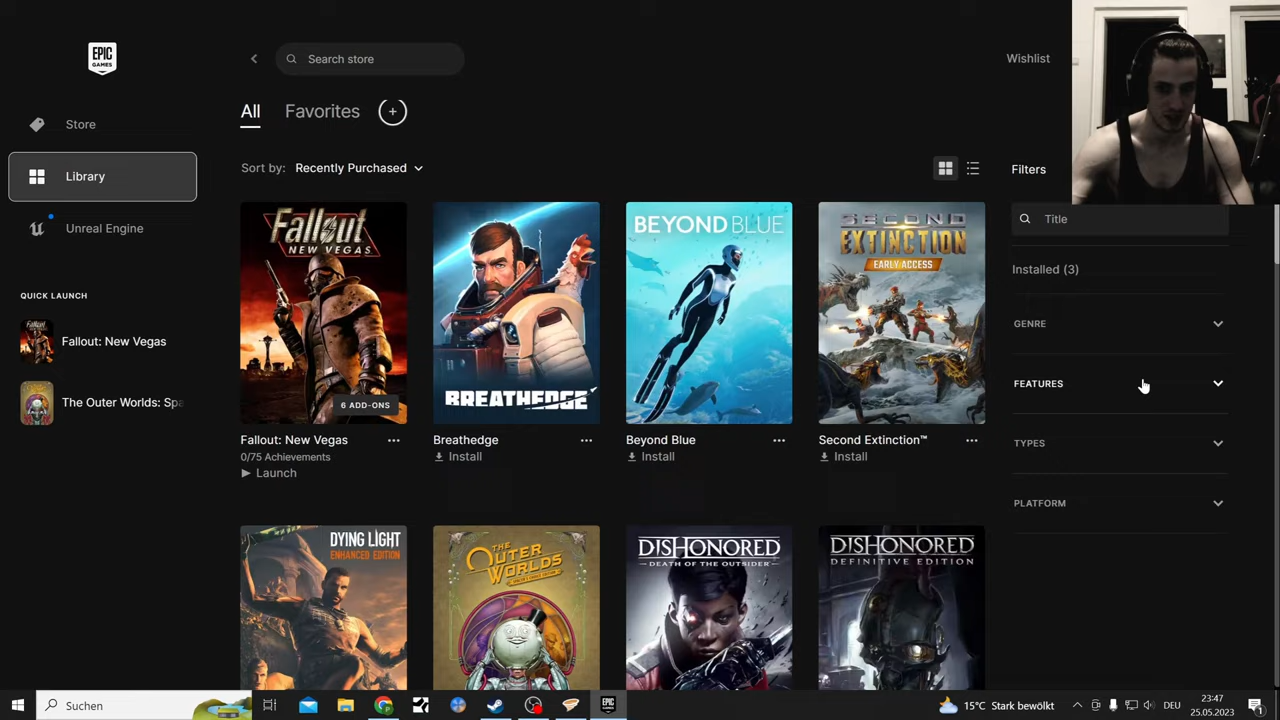 EPIC
GAMES
Search store
Wishlist
Store
Library
Unreal Engine
QUICK LAUNCH
Fallout: New Vegas
The Outer Worlds: Spa
All
Favorites
Sort by: Recently Purchased
Filters
Title
Installed (3)
GENRE
FEATURES
TYPES
PLATFORM
Fallout
NEW VEGAS
6 ADD-ONS
Fallout: New Vegas
0/75 Achievements
Launch
BREATHEDGE
Breathedge
Install
BEYOND BLUE
Beyond Blue
Install
SECOND
EXTINCTION
EARLY ACCESS
Second Extinction™
Install
DYING LIGHT
ENHANCED EDITION
THE
OUTER
WORLDS
DISHONORED
DEATH OF THE OUTSIDER
DISHONORED
DEFINITIVE EDITION
Suchen
EPIC
15°C Stark bewölkt
DEU
23:47
25.05.2023
1